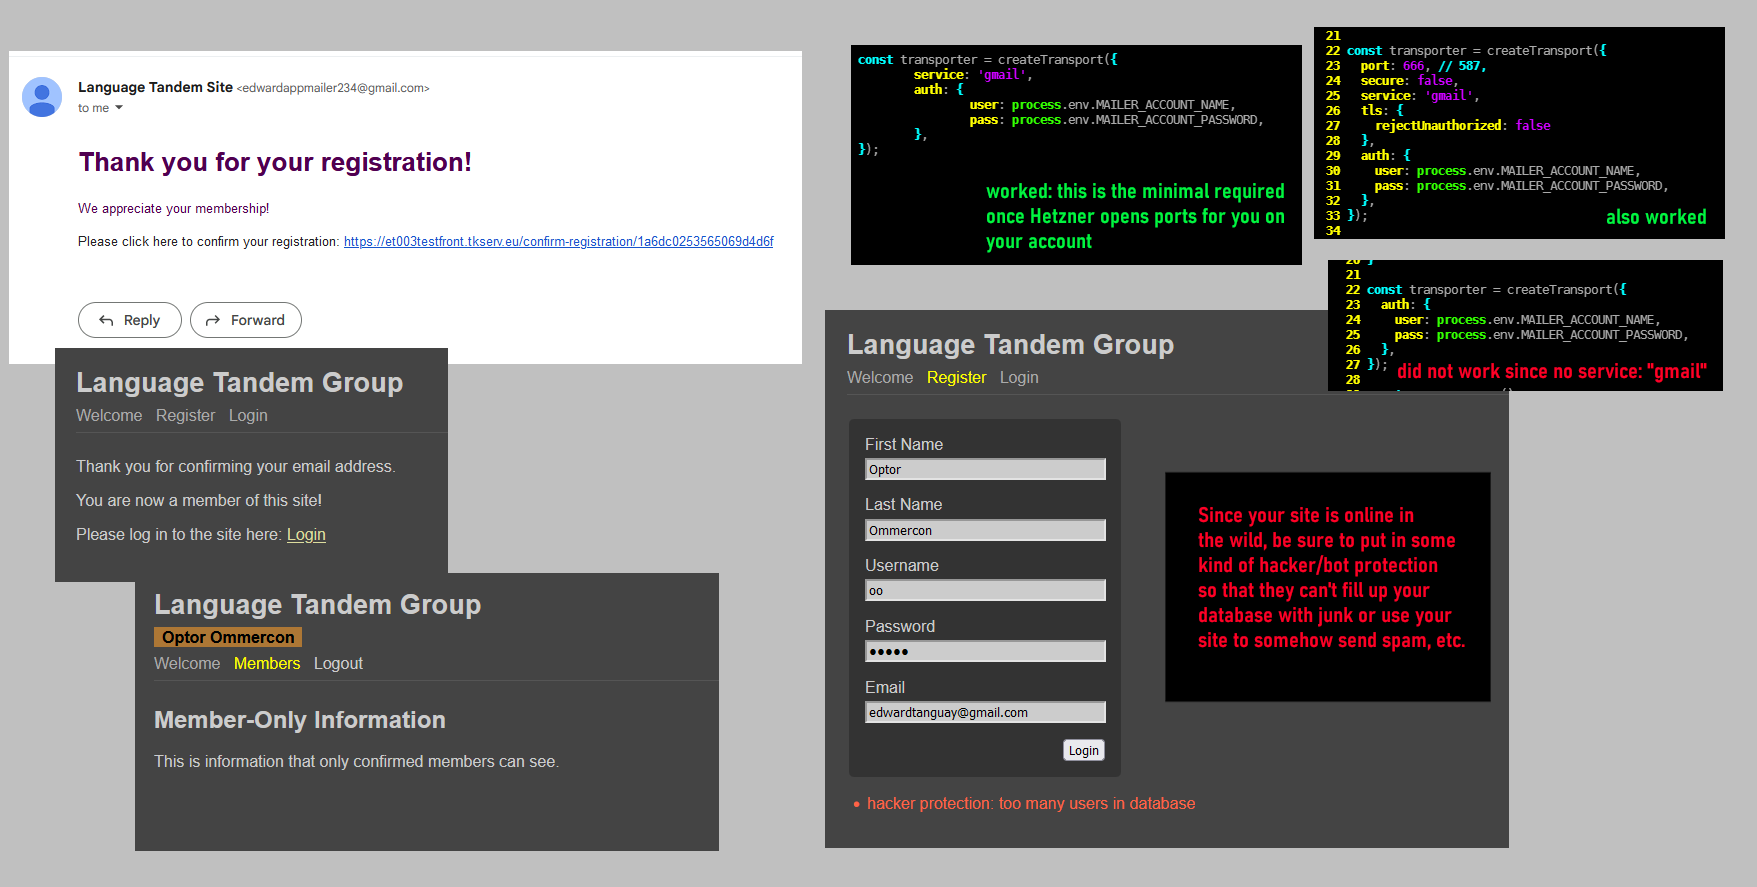 Language Tandem Site <edwardappmailer234@gmail.com>
to me
Thank you for your registration!
We appreciate your membership!
Please click here to confirm your registration: https://et003testfront.tkserv.eu/confirm-registration/1a6dc0253565069d4d6f
Reply Forward
Language Tandem Group
Welcome Register Login
Thank you for confirming your email address.
You are now a member of this site!
Please log in to the site here: Login
Language Tandem Group
Optor Ommercon
Welcome Members Logout
Member-Only Information
This is information that only confirmed members can see.
const transporter = createTransport({
service: 'gmail',
auth: {
user: process.env.MAILER_ACCOUNT_NAME,
pass: process.env.MAILER_ACCOUNT_PASSWORD,
},
});
worked: this is the minimal required
once Hetzner opens ports for you on
your account
21
22 const transporter = createTransport({
23 port: 666, // 587,
24 secure: false,
25 service: 'gmail',
26 tls: {
27 rejectUnauthorized: false
28 },
29 auth: {
30 user: process.env.MAILER_ACCOUNT_NAME,
31 pass: process.env.MAILER_ACCOUNT_PASSWORD,
32 },
33 });
34
also worked
20 }
21
22 const transporter = createTransport({
23 auth: {
24 user: process.env.MAILER_ACCOUNT_NAME,
25 pass: process.env.MAILER_ACCOUNT_PASSWORD,
26 },
27 });
28
did not work since no service: "gmail"
Language Tandem Group
Welcome Register Login
First Name
Optor
Last Name
Ommercon
Username
oo
Password
●●●●●
Email
edwardtanguay@gmail.com
Login
• hacker protection: too many users in database
Since your site is online in
the wild, be sure to put in some
kind of hacker/bot protection
so that they can't fill up your
database with junk or use your
site to somehow send spam, etc.